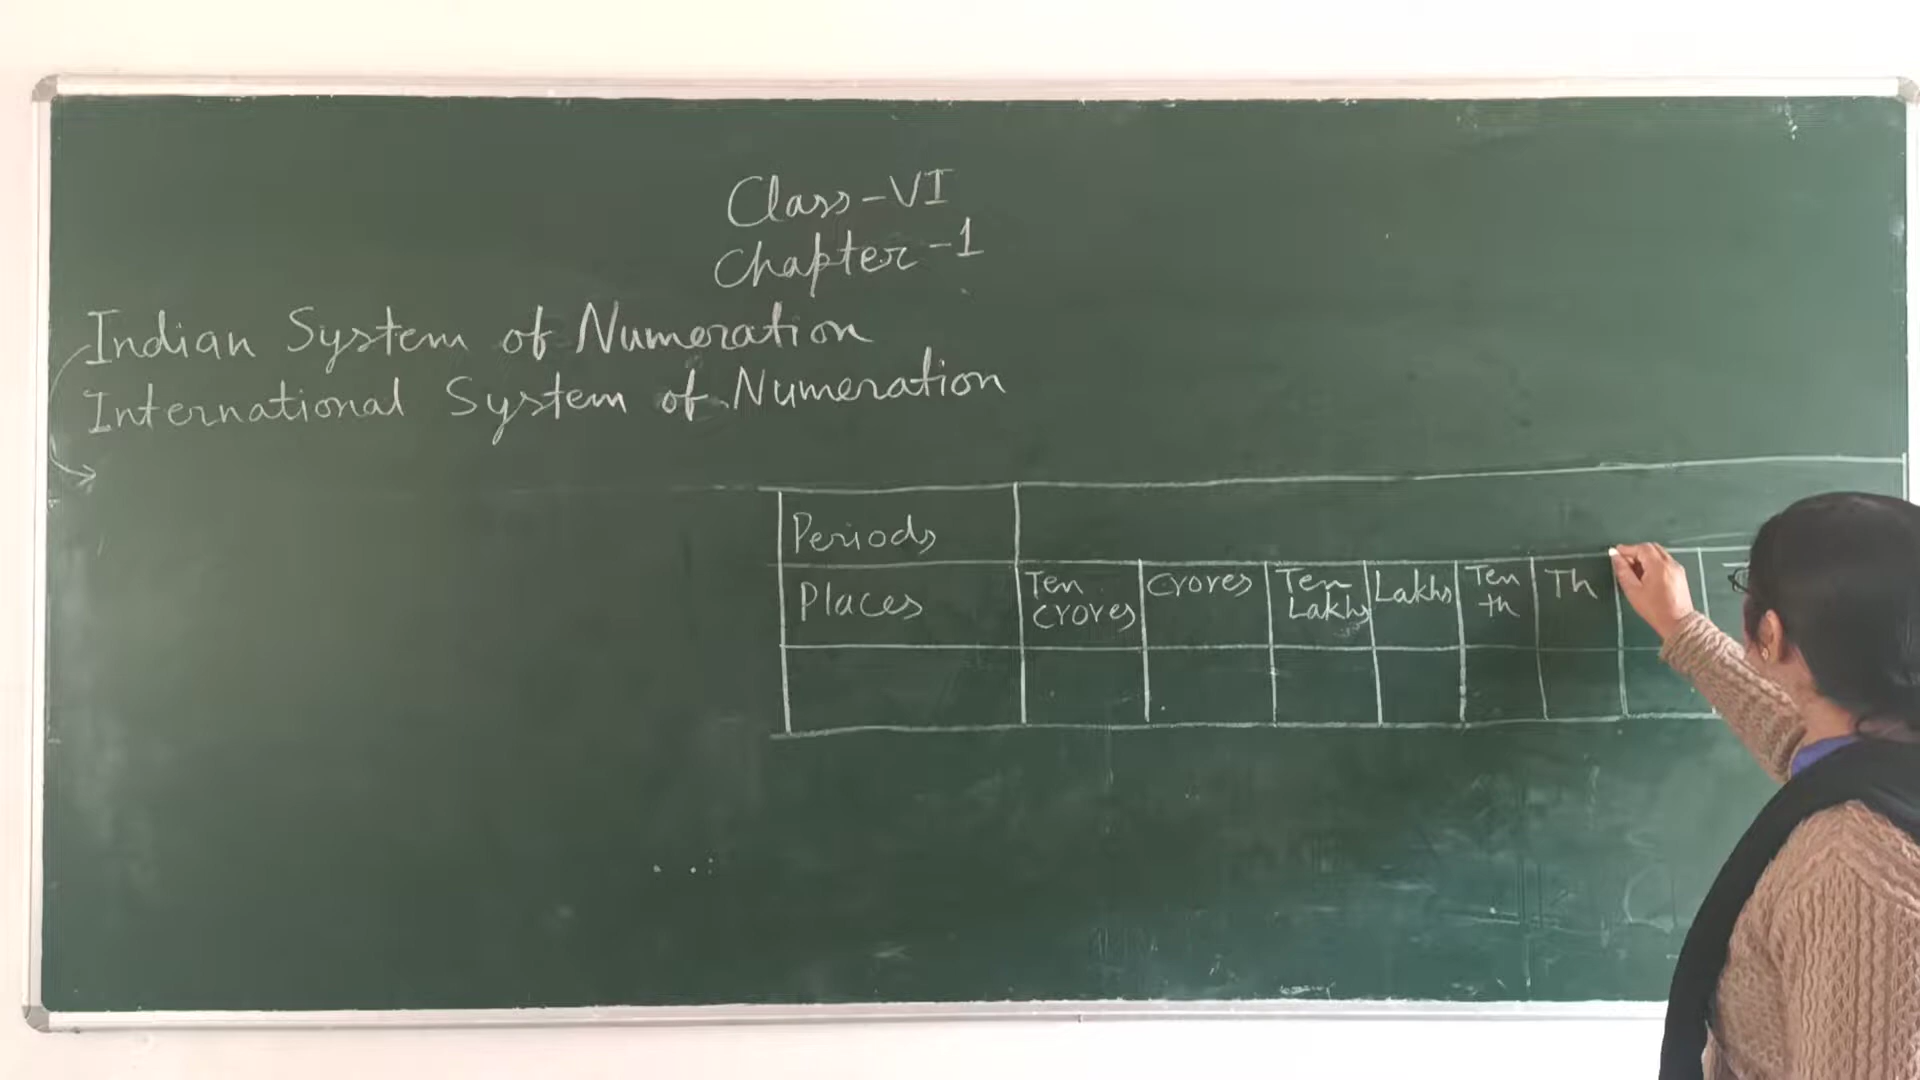 Class-VI
Chapter-1
Indian System of Numeration
International System of Numeration
Periods
Places Ten Crores Crores Ten Lakhs Lakhs Ten th Th